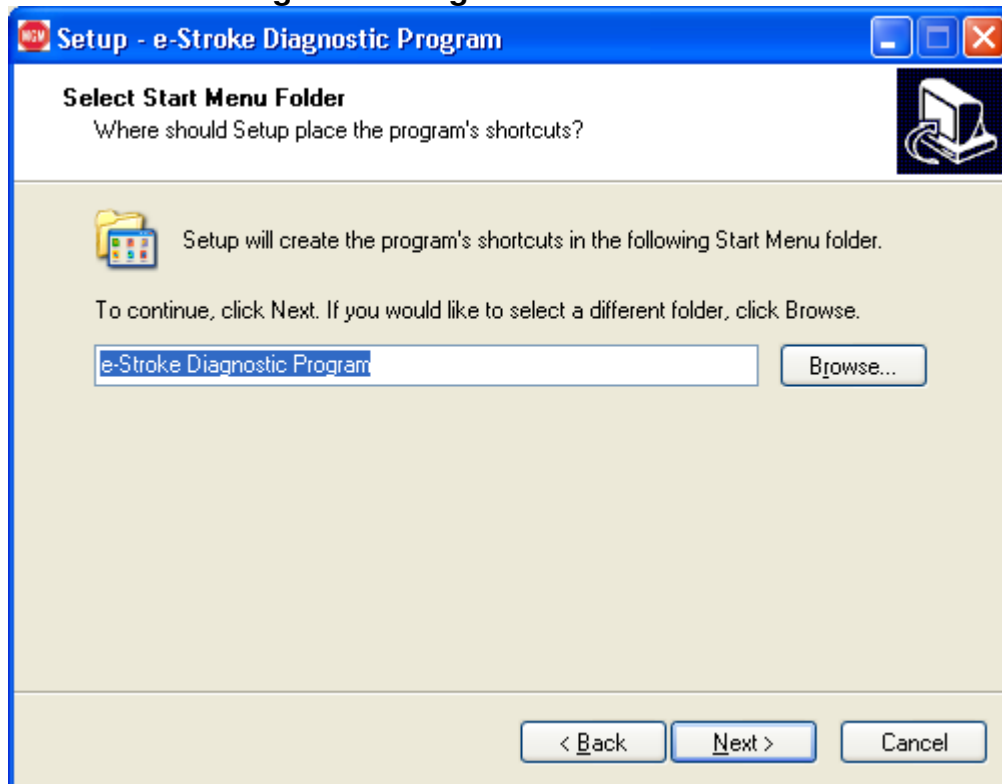 MGM Setup - e-Stroke Diagnostic Program
Select Start Menu Folder
Where should Setup place the program's shortcuts?
Setup will create the program's shortcuts in the following Start Menu folder.
To continue, click Next. If you would like to select a different folder, click Browse.
e-Stroke Diagnostic Program Browse...
< Back Next > Cancel